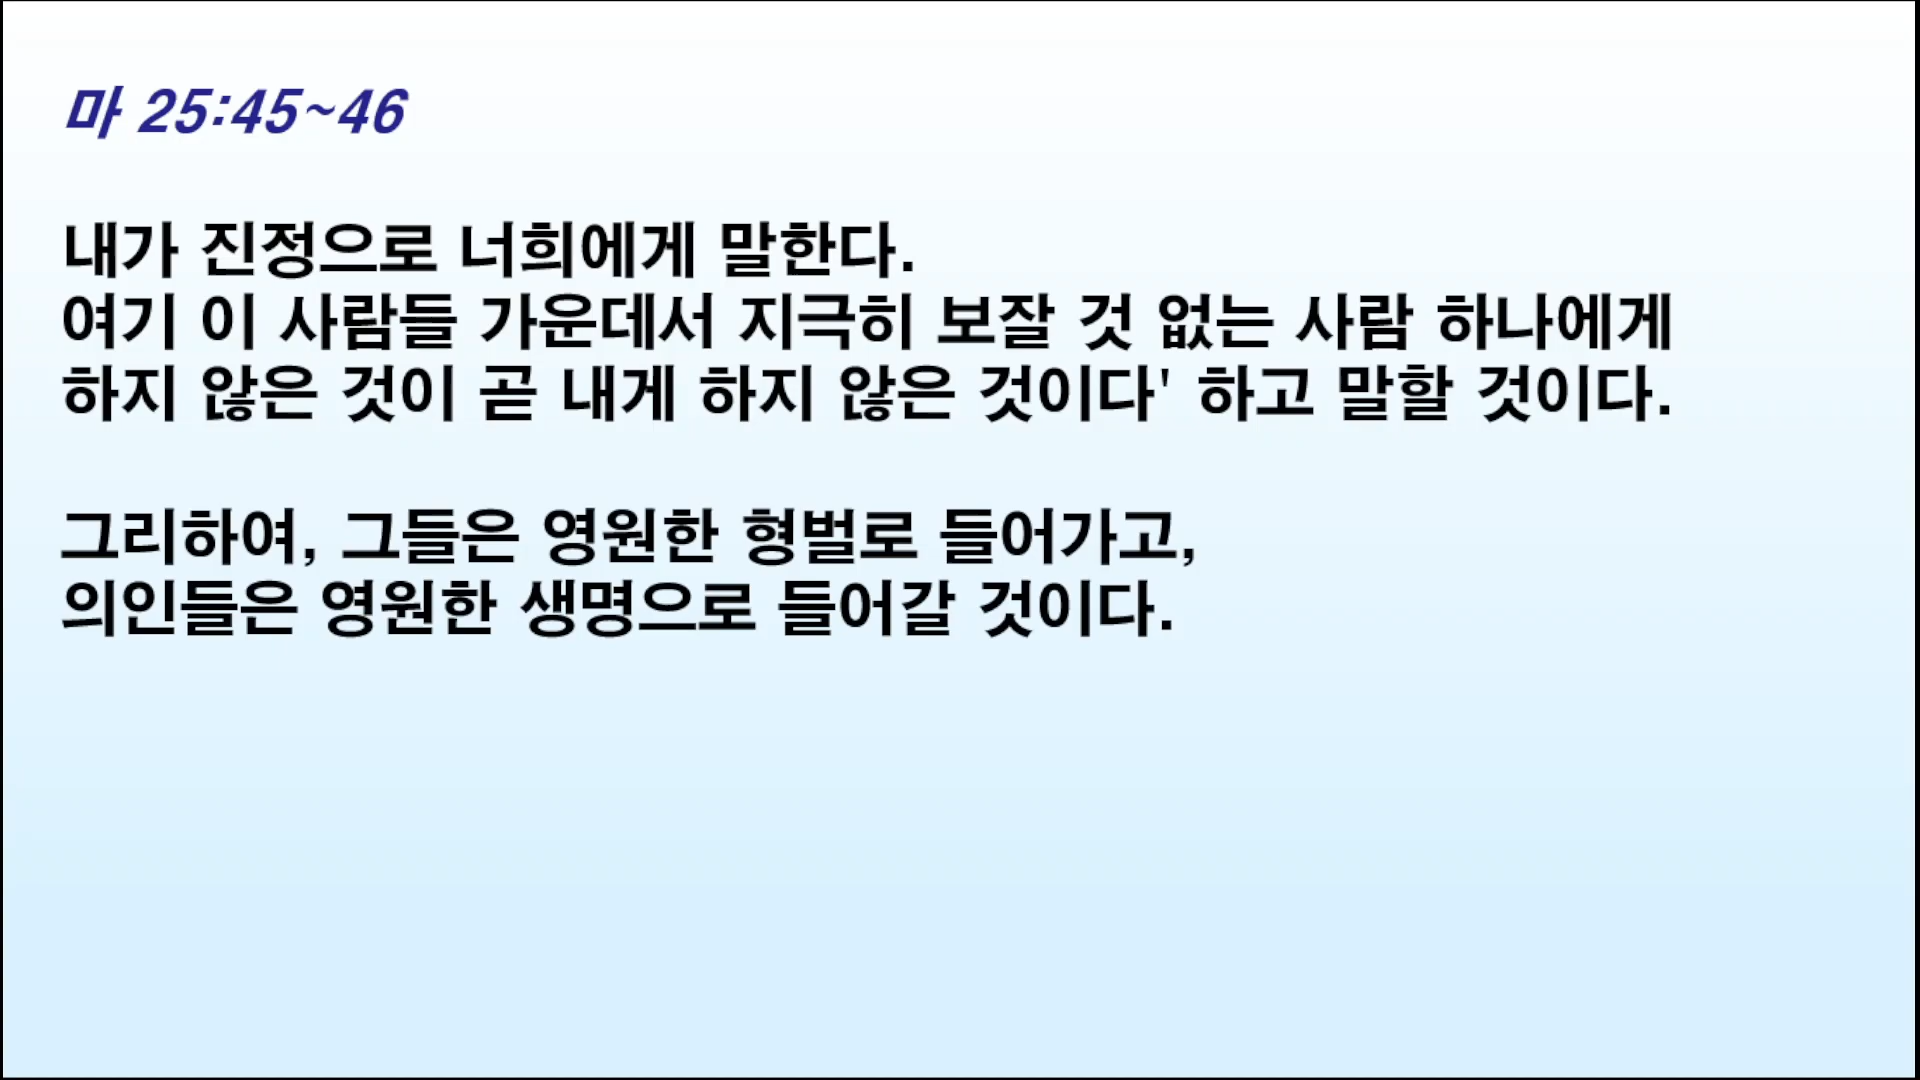 마 25:45~46
내가 진정으로 너희에게 말한다.
여기 이 사람들 가운데서 지극히 보잘 것 없는 사람 하나에게
하지 않은 것이 곧 내게 하지 않은 것이다' 하고 말할 것이다.
그리하여, 그들은 영원한 형벌로 들어가고,
의인들은 영원한 생명으로 들어갈 것이다.